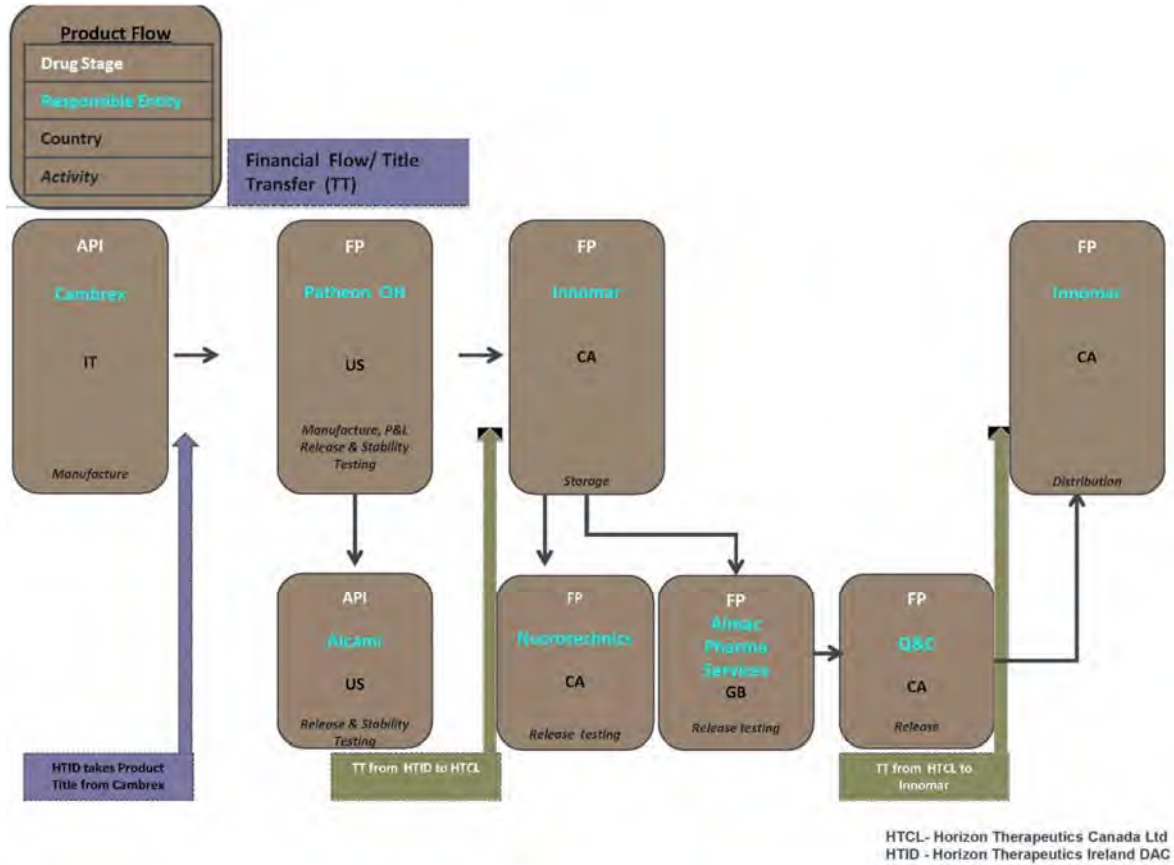 Product Flow
Drug Stage
Responsible Entity
Country
Activity
Financial Flow/ Title
Transfer (TT)
API
Cambrex
IT
Manufacture
FP
Patheon OH
US
Manufacture, P&L
Release & Stability
Testing
FP
Innomar
CA
Storage
FP
Innomar
CA
Distribution
API
Alcami
US
Release & Stability
Testing
FP
Nucrotechnics
CA
Release testing
FP
Almac
Pharma
Services
GB
Release testing
FP
Q&C
CA
Release
HTID takes Product
Title from Cambrex
TT from HTID to HTCL
TT from HTCL to
Innomar
HTCL- Horizon Therapeutics Canada Ltd
HTID - Horizon Therapeutics Ireland DAC